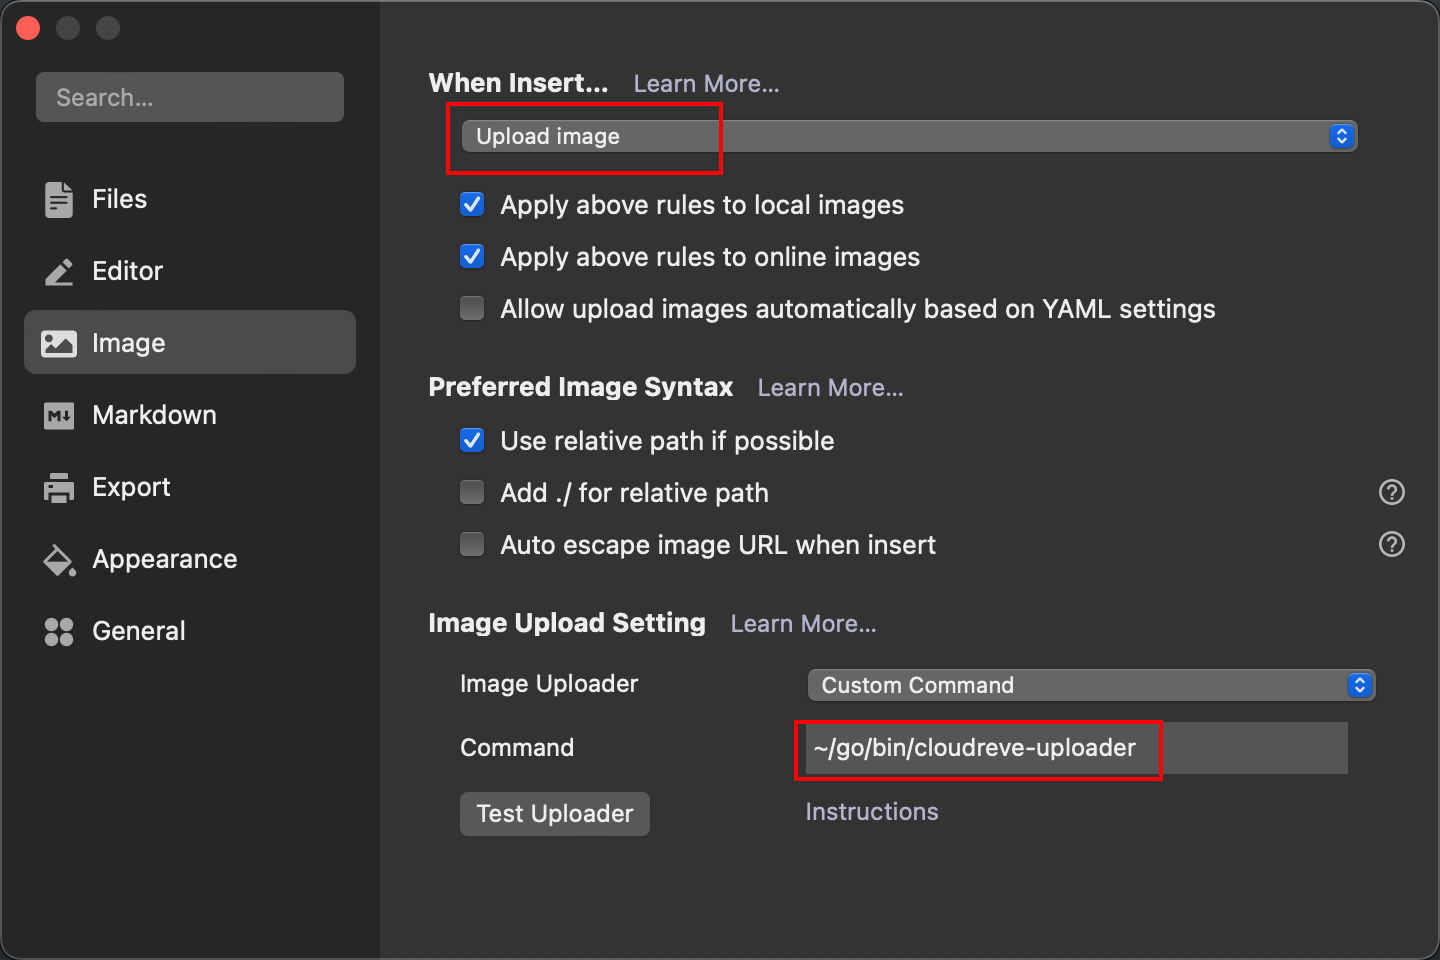 Search...
Files
Editor
Image
Markdown
Export
Appearance
General
When Insert... Learn More...
Upload image
Apply above rules to local images
Apply above rules to online images
Allow upload images automatically based on YAML settings
Preferred Image Syntax Learn More...
Use relative path if possible
Add ./ for relative path
Auto escape image URL when insert
Image Upload Setting Learn More...
Image Uploader Custom Command
Command ~/go/bin/cloudreve-uploader
Test Uploader Instructions